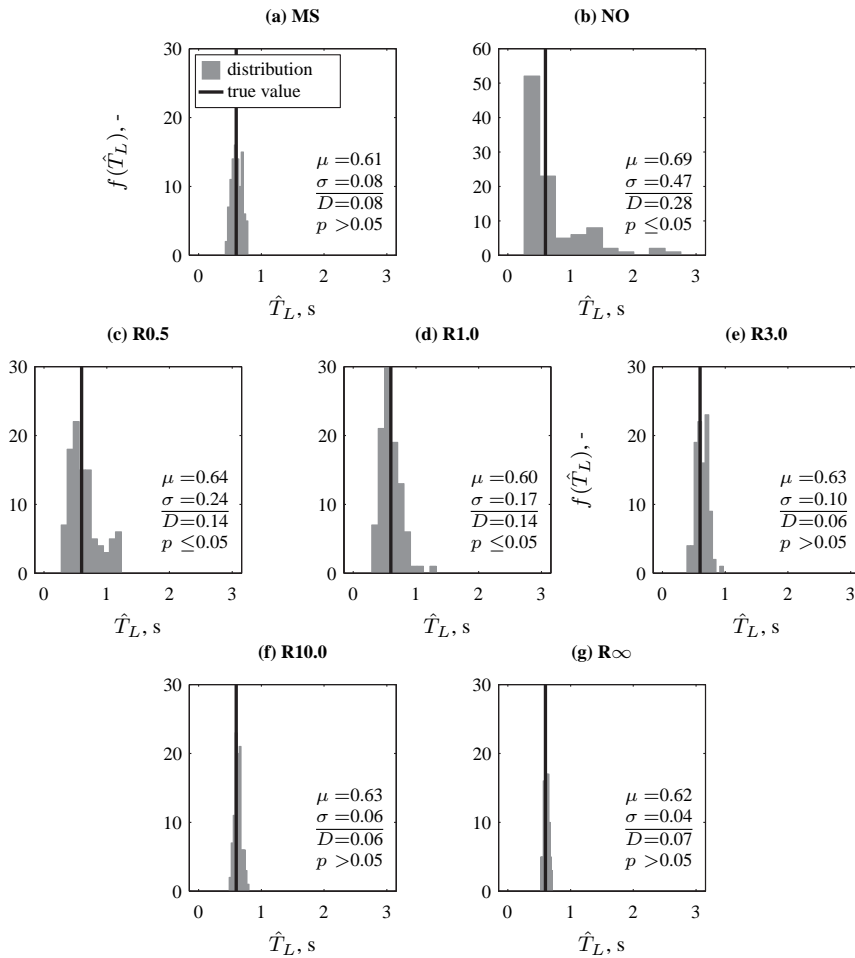 (a) MS
30
20
10
0
0 1 2 3
f(T̂_L), -
T̂_L, s
distribution
true value
μ =0.61
σ =0.08
D=0.08
p >0.05
(b) NO
60
50
40
30
20
10
0
0 1 2 3
T̂_L, s
μ =0.69
σ =0.47
D=0.28
p ≤0.05
(c) R0.5
30
20
10
0
0 1 2 3
T̂_L, s
μ =0.64
σ =0.24
D=0.14
p ≤0.05
(d) R1.0
30
20
10
0
0 1 2 3
T̂_L, s
μ =0.60
σ =0.17
D=0.14
p ≤0.05
(e) R3.0
30
20
10
0
0 1 2 3
f(T̂_L), -
T̂_L, s
μ =0.63
σ =0.10
D=0.06
p >0.05
(f) R10.0
30
20
10
0
0 1 2 3
T̂_L, s
μ =0.63
σ =0.06
D=0.06
p >0.05
(g) R∞
30
20
10
0
0 1 2 3
T̂_L, s
μ =0.62
σ =0.04
D=0.07
p >0.05